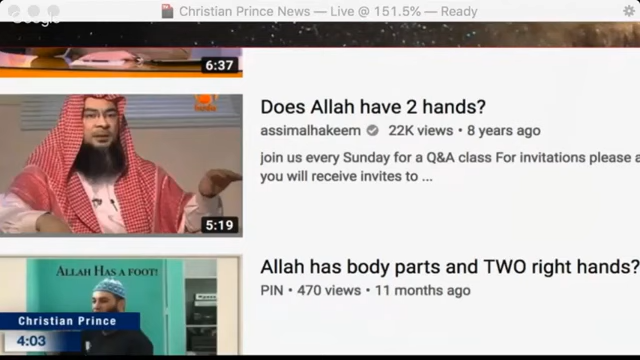 Christian Prince News — Live @ 151.5% — Ready
Google
6:37
Does Allah have 2 hands?
assimalhakeem 22K views • 8 years ago
join us every Sunday for a Q&A class For invitations please
you will receive invites to ...
5:19
ALLAH HAS A FOOT!
Allah has body parts and TWO right hands?
PIN • 470 views • 11 months ago
Christian Prince
4:03